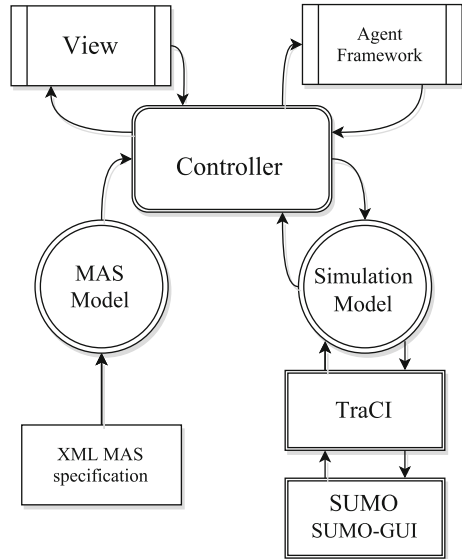 View
Agent
Framework
Controller
MAS
Model
Simulation
Model
XML MAS
specification
TraCI
SUMO
SUMO-GUI